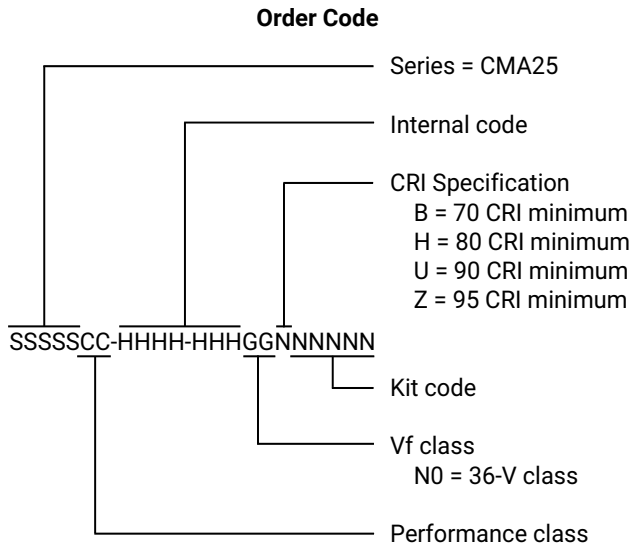 Order Code
Series = CMA25
Internal code
CRI Specification
B = 70 CRI minimum
H = 80 CRI minimum
U = 90 CRI minimum
Z = 95 CRI minimum
SSSSSCC-HHHH-HHHGGNNNNNN
Kit code
Vf class
N0 = 36-V class
Performance class